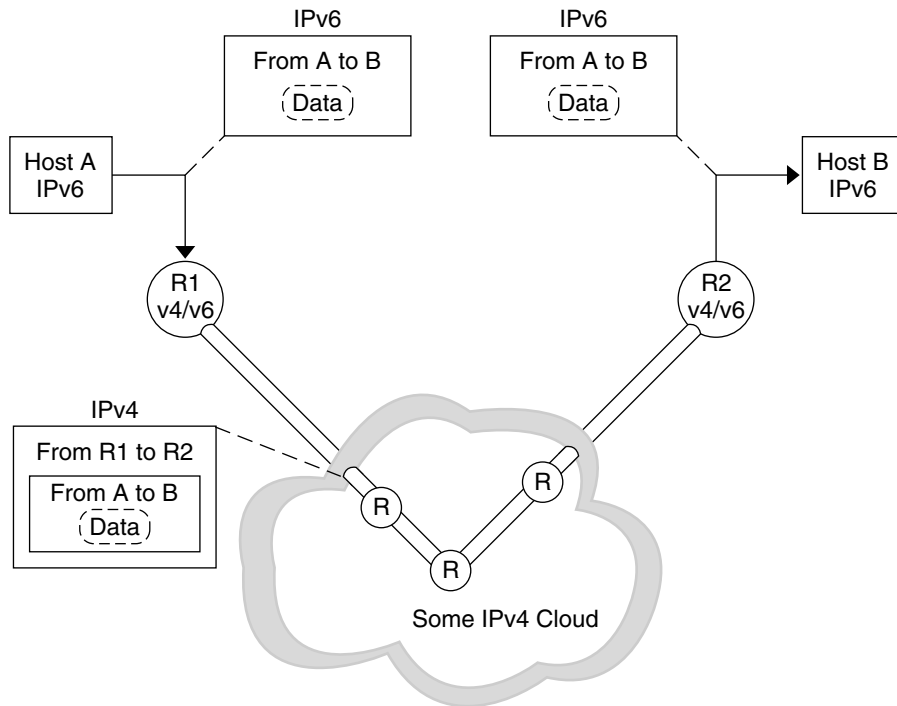 IPv6
From A to B
Data
IPv6
From A to B
Data
Host A
IPv6
Host B
IPv6
R1
v4/v6
R2
v4/v6
IPv4
From R1 to R2
From A to B
Data
R
R
R
Some IPv4 Cloud